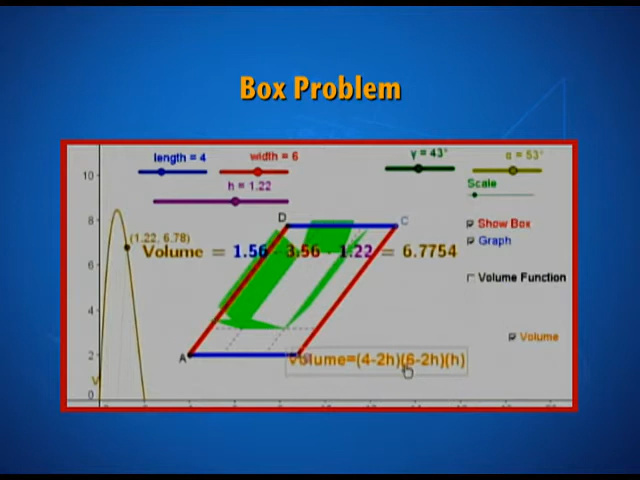 Box Problem
length = 4
width = 6
γ = 43°
α = 53°
h = 1.22
Scale
10
8
6
4
2
0
(1.22, 6.78)
D
C
A
Volume = 1.56 · 3.56 · 1.22 = 6.7754
Show Box
Graph
Volume Function
Volume
Volume=(4-2h)(6-2h)(h)